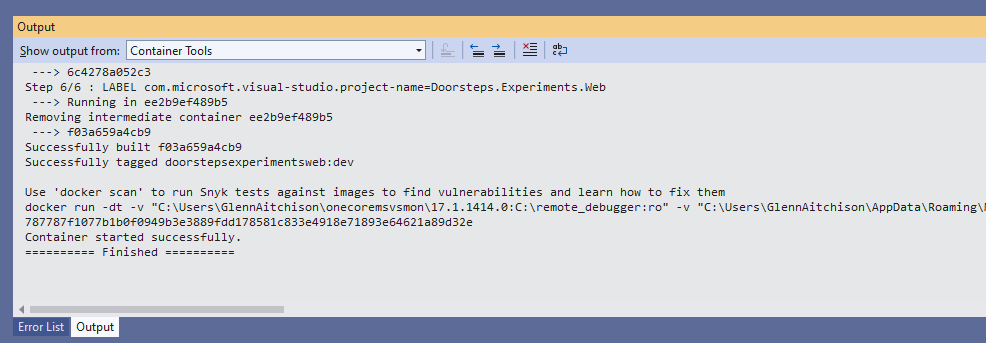 Output
Show output from: Container Tools
---> 6c4278a052c3
Step 6/6 : LABEL com.microsoft.visual-studio.project-name=Doorsteps.Experiments.Web
---> Running in ee2b9ef489b5
Removing intermediate container ee2b9ef489b5
---> f03a659a4cb9
Successfully built f03a659a4cb9
Successfully tagged doorstepsexperimentsweb:dev
Use 'docker scan' to run Snyk tests against images to find vulnerabilities and learn how to fix them
docker run -dt -v "C:\Users\GlennAitchison\onecoremsvsmon\17.1.1414.0:C:\remote_debugger:ro" -v "C:\Users\GlennAitchison\AppData\Roaming\
787787f1077b1b0f0949b3e3889fdd178581c833e4918e71893e64621a89d32e
Container started successfully.
========== Finished ==========
Error List Output